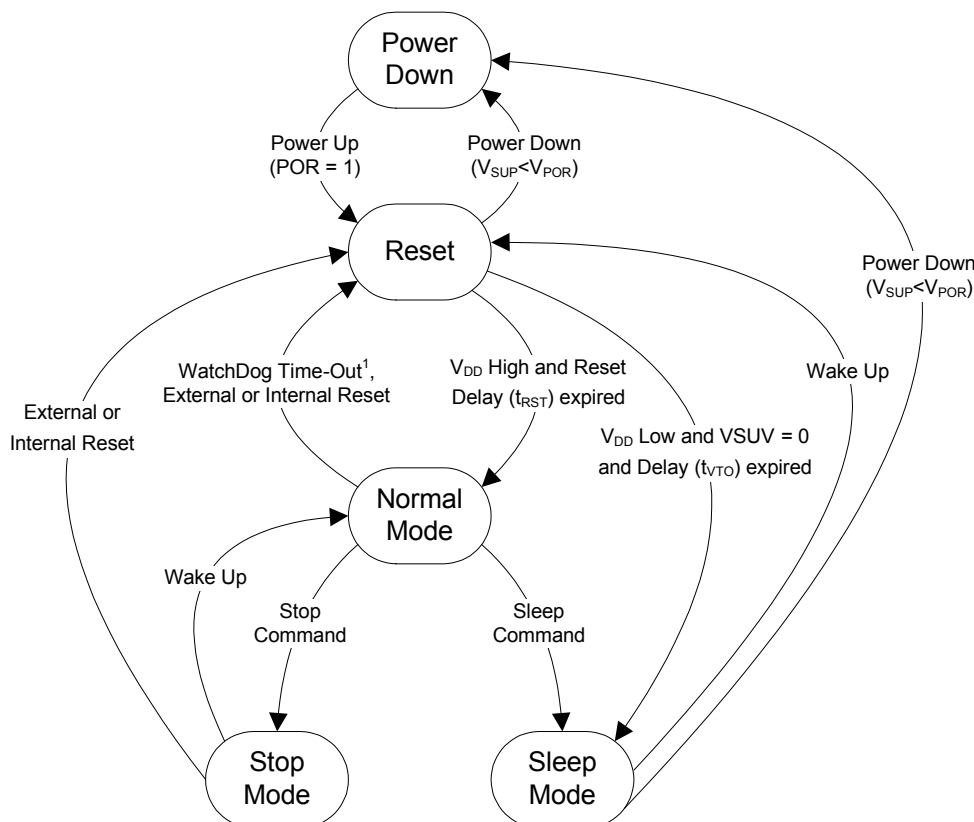 Power
Down
Power Up
(POR = 1)
Power Down
(VSUP<VPOR)
Reset
Power Down
(VSUP<VPOR)
WatchDog Time-Out¹,
External or Internal Reset
VDD High and Reset
Delay (tRST) expired
Wake Up
External or
Internal Reset
VDD Low and VSUV = 0
and Delay (tVTO) expired
Normal
Mode
Wake Up
Stop
Command
Sleep
Command
Stop
Mode
Sleep
Mode